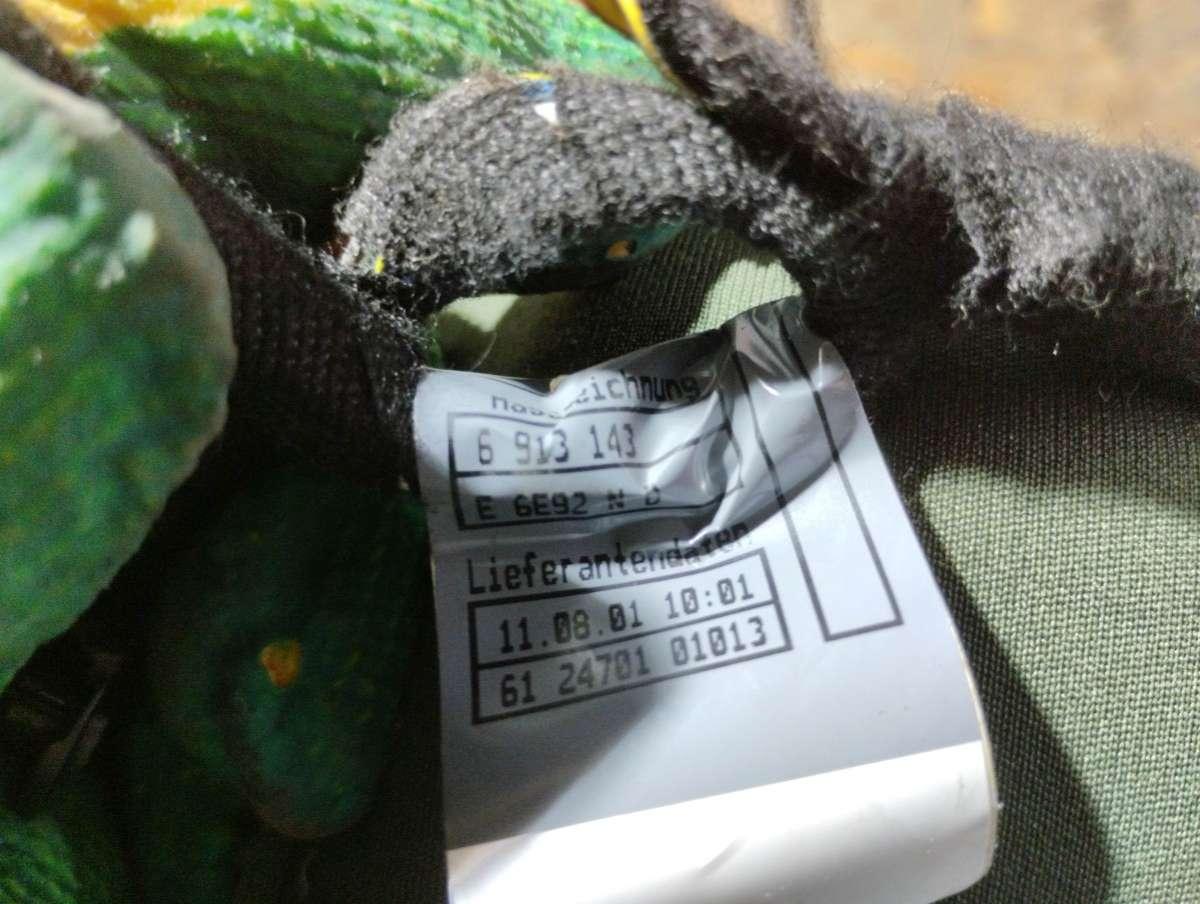 6 913 143
E 6E92 N
Lieferantendaten
11.08.01 10:01
61 24701 01013